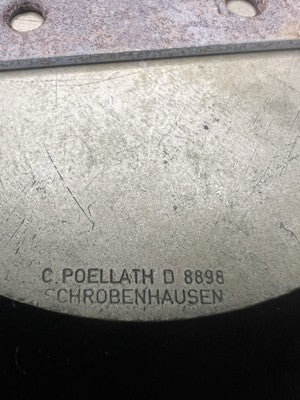 C. POELLATH D 8898
SCHROBENHAUSEN